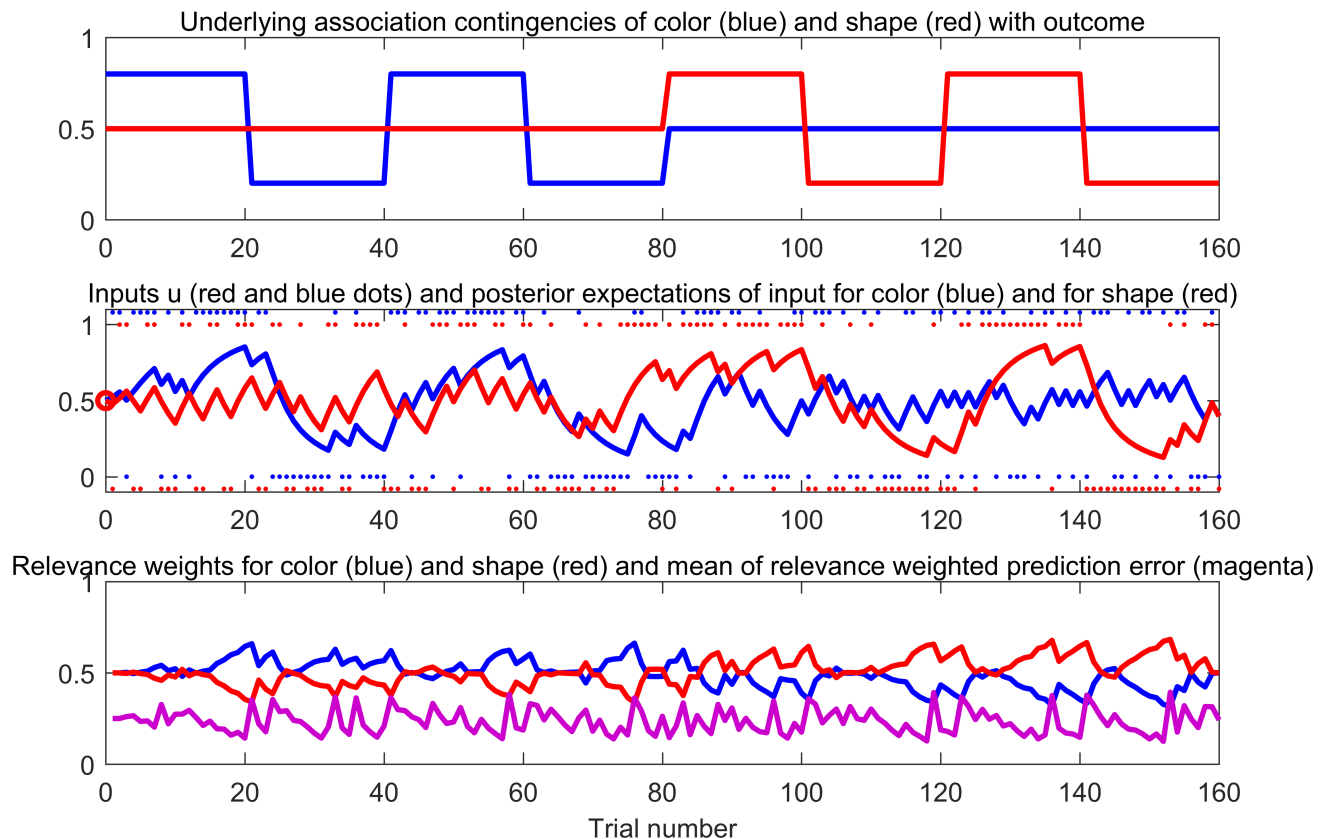 Underlying association contingencies of color (blue) and shape (red) with outcome
1
0.5
0
0 20 40 60 80 100 120 140 160
Inputs u (red and blue dots) and posterior expectations of input for color (blue) and for shape (red)
1
0.5
0
0 20 40 60 80 100 120 140 160
Relevance weights for color (blue) and shape (red) and mean of relevance weighted prediction error (magenta)
1
0.5
0
0 20 40 60 80 100 120 140 160
Trial number